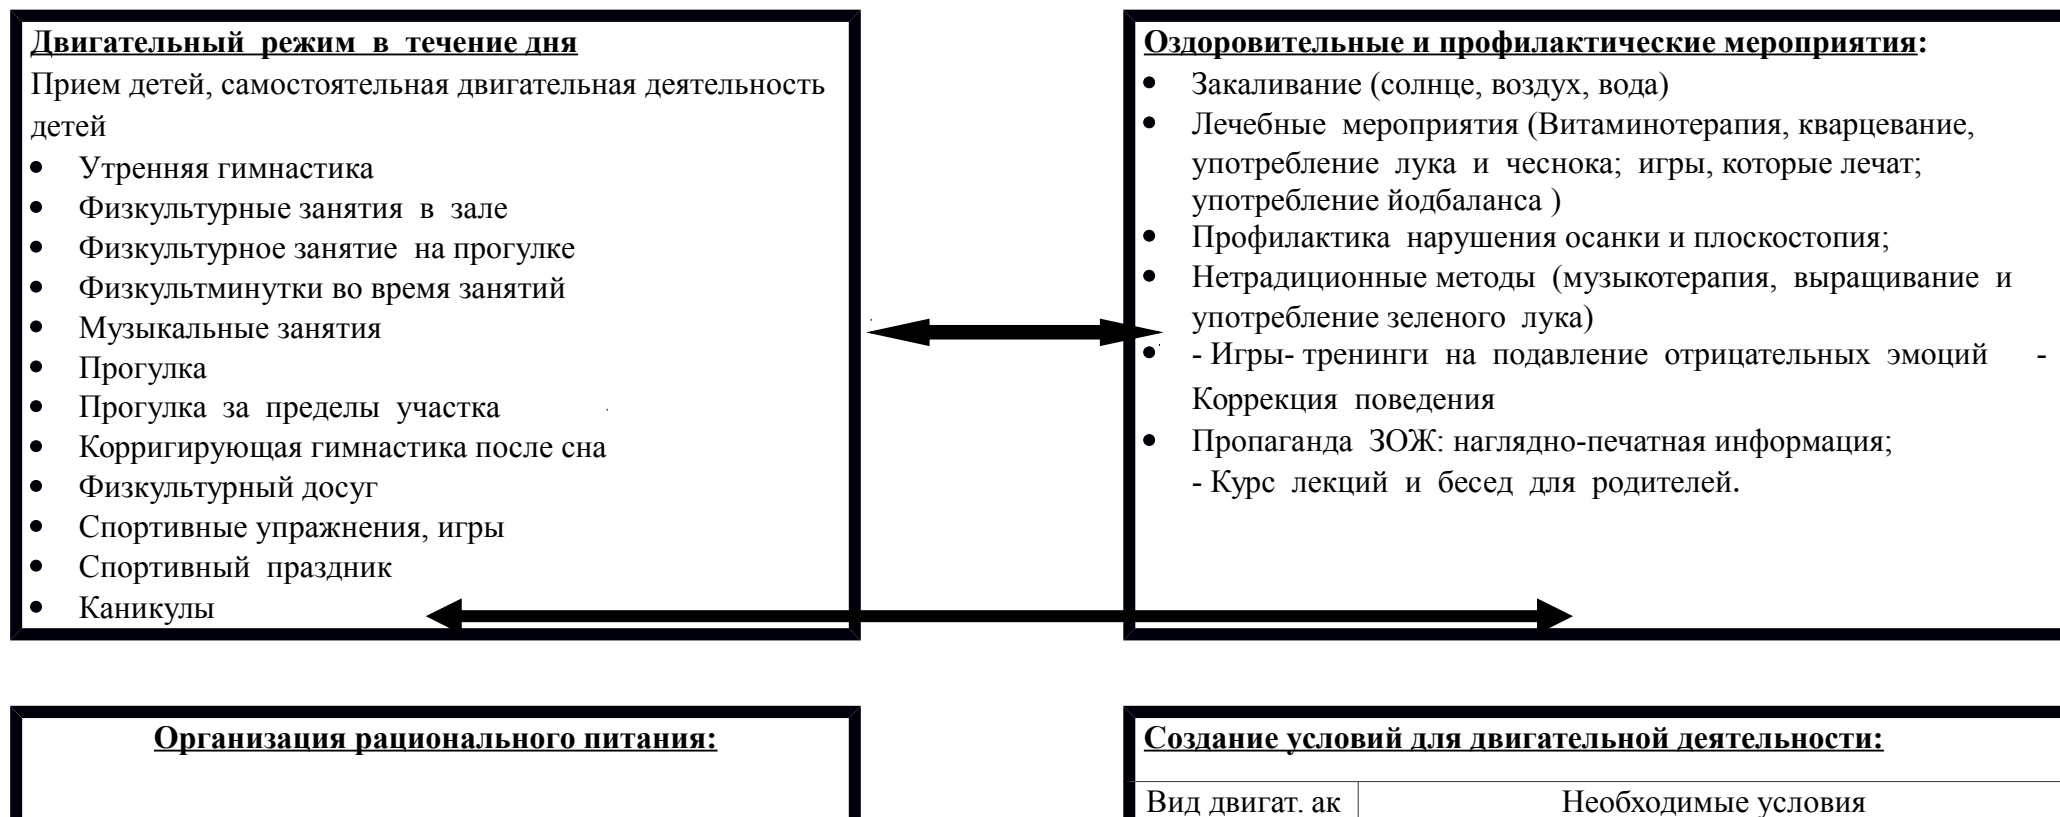 Двигательный режим в течение дня
Прием детей, самостоятельная двигательная деятельность
детей
• Утренняя гимнастика
• Физкультурные занятия в зале
• Физкультурное занятие на прогулке
• Физкультминутки во время занятий
• Музыкальные занятия
• Прогулка
• Прогулка за пределы участка
• Корригирующая гимнастика после сна
• Физкультурный досуг
• Спортивные упражнения, игры
• Спортивный праздник
• Каникулы
Оздоровительные и профилактические мероприятия:
• Закаливание (солнце, воздух, вода)
• Лечебные мероприятия (Витаминотерапия, кварцевание,
употребление лука и чеснока; игры, которые лечат;
употребление йодбаланса )
• Профилактика нарушения осанки и плоскостопия;
• Нетрадиционные методы (музыкотерапия, выращивание и
употребление зеленого лука)
• - Игры- тренинги на подавление отрицательных эмоций -
Коррекция поведения
• Пропаганда ЗОЖ: наглядно-печатная информация;
- Курс лекций и бесед для родителей.
Организация рационального питания:
Создание условий для двигательной деятельности:
Вид двигат. ак
Необходимые условия